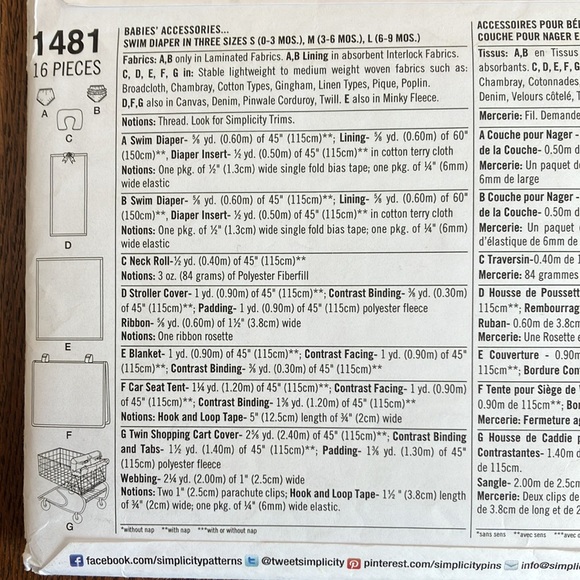 1481
16 PIECES
A
B
C
D
E
F
G
BABIES' ACCESSORIES...
SWIM DIAPER IN THREE SIZES S (0-3 MOS.), M (3-6 MOS.), L (6-9 MOS.)
Fabrics: A,B only in Laminated Fabrics. A,B Lining in absorbent Interlock Fabrics.
C, D, E, F, G in: Stable lightweight to medium weight woven fabrics such as:
Broadcloth, Chambray, Cotton Types, Gingham, Linen Types, Pique, Poplin.
D,F,G also in Canvas, Denim, Pinwale Corduroy, Twill. E also in Minky Fleece.
Notions: Thread. Look for Simplicity Trims.
A Swim Diaper- ⅝ yd. (0.60m) of 45" (115cm)**; Lining- ⅝ yd. (0.60m) of 60"
(150cm)**, Diaper Insert- ½ yd. (0.50m) of 45" (115cm)** in cotton terry cloth
Notions: One pkg. of ½" (1.3cm) wide single fold bias tape; one pkg. of ¼" (6mm)
wide elastic
B Swim Diaper- ⅝ yd. (0.60m) of 45" (115cm)**; Lining- ⅝ yd. (0.60m) of 60"
(150cm)**, Diaper Insert- ½ yd. (0.50m) of 45" (115cm)** in cotton terry cloth
Notions: One pkg. of ½" (1.3cm) wide single fold bias tape; one pkg. of ¼" (6mm)
wide elastic
C Neck Roll-½ yd. (0.40m) of 45" (115cm)**
Notions: 3 oz. (84 grams) of Polyester Fiberfill
D Stroller Cover- 1 yd. (0.90m) of 45" (115cm)**; Contrast Binding- ⅜ yd. (0.30m)
of 45" (115cm)**; Padding- 1 yd. (0.90m) of 45" (115cm) polyester fleece
Ribbon- ⅝ yd. (0.60m) of 1½" (3.8cm) wide
Notions: One ribbon rosette
E Blanket- 1 yd. (0.90m) of 45" (115cm)**; Contrast Facing- 1 yd. (0.90m) of 45"
(115cm)**; Contrast Binding- ⅜ yd. (0.30m) of 45" (115cm)**
F Car Seat Tent- 1¼ yd. (1.20m) of 45" (115cm)**; Contrast Facing- 1 yd. (0.90m)
of 45" (115cm)**; Contrast Binding- 1⅜ yd. (1.20m) of 45" (115cm)**
Notions: Hook and Loop Tape- 5" (12.5cm) length of ¾" (2cm) wide
G Twin Shopping Cart Cover- 2⅝ yd. (2.40m) of 45" (115cm)**; Contrast Binding
and Tabs- 1½ yd. (1.40m) of 45" (115cm)**; Padding- 1⅜ yd. (1.30m) of 45"
(115cm) polyester fleece
Webbing- 2¼ yd. (2.00m) of 1" (2.5cm) wide
Notions: Two 1" (2.5cm) parachute clips; Hook and Loop Tape- 1½ " (3.8cm) length
of ¾" (2cm) wide; one pkg. of ¼" (6mm) wide elastic.
*without nap **with nap ***with or without nap
ACCESSOIRES POUR BÉ
COUCHE POUR NAGER E
Tissus: A,B en Tissus
absorbants. C, D, E, F, G
Chambray, Cotonnades
Denim, Velours côtelé, T
Mercerie: Fil. Demande
A Couche pour Nager -
de la Couche- 0.50m d
Mercerie: Un paquet de
6mm de large
B Couche pour Nager -
de la Couche- 0.50m d
Mercerie: Un paquet
d'élastique de 6mm de
C Traversin-0.40m de 1
Mercerie: 84 grammes
D Housse de Poussett
115cm**; Rembourrag
Ruban- 0.60m de 3.8c
Mercerie: Une Rosette e
E Couverture - 0.90m
115cm**; Bordure Cont
F Tente pour Siège de V
0.90m de 115cm**; Bor
Mercerie: Fermeture ag
G Housse de Caddie p
Contrastantes- 1.40m d
de 115cm.
Sangle- 2.00m de 2.5cm
Mercerie: Deux clips de
de 3.8cm de long et de 2
*sans sens **avec sens ***avec o
facebook.com/simplicitypatterns @tweetsimplicity pinterest.com/simplicitypins info@simpli